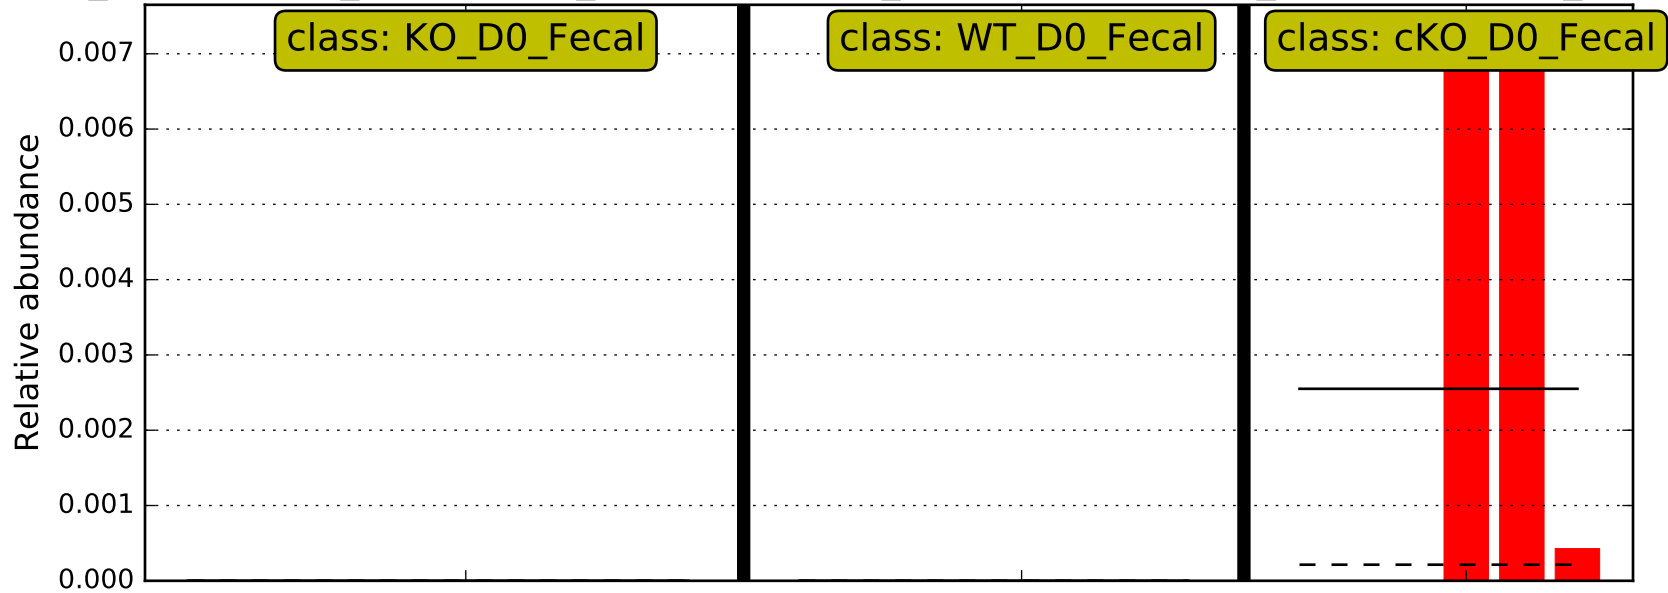 class: KO_D0_Fecal
class: WT_D0_Fecal
class: cKO_D0_Fecal
Relative abundance
0.007
0.006
0.005
0.004
0.003
0.002
0.001
0.000